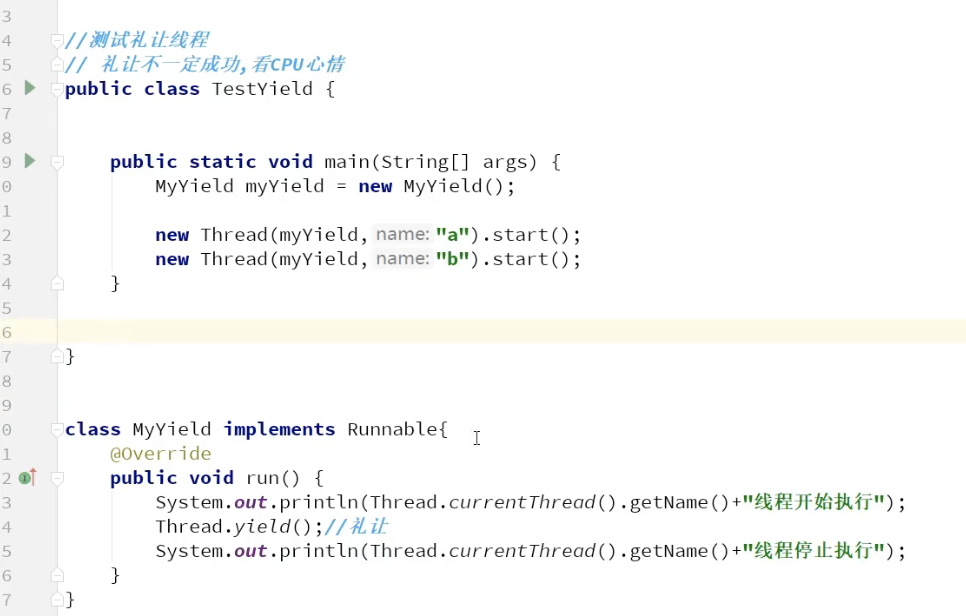 3
4 //测试礼让线程
5 // 礼让不一定成功,看CPU心情
6 public class TestYield {
7
8
9 public static void main(String[] args) {
0 MyYield myYield = new MyYield();
1
2 new Thread(myYield, name: "a").start();
3 new Thread(myYield, name: "b").start();
4 }
5
6
7 }
8
9
0 class MyYield implements Runnable{
1 @Override
2 public void run() {
3 System.out.println(Thread.currentThread().getName()+"线程开始执行");
4 Thread.yield();//礼让
5 System.out.println(Thread.currentThread().getName()+"线程停止执行");
6 }
7 }